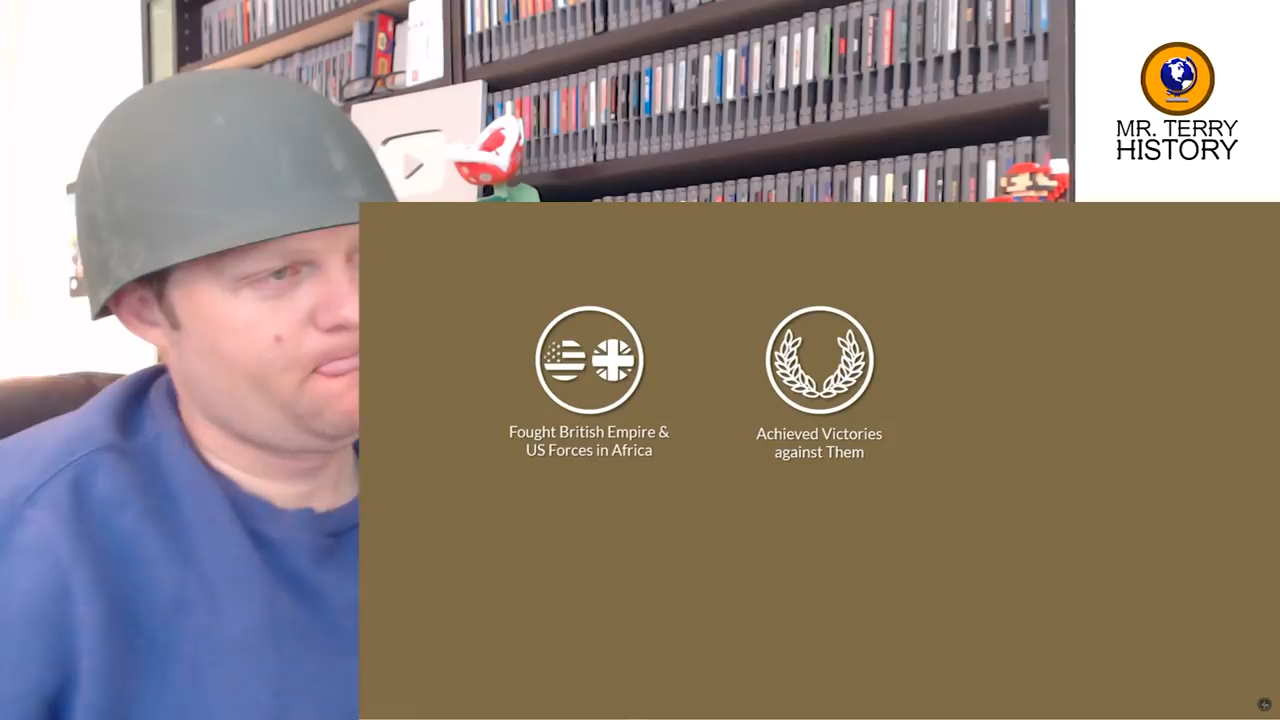 MR. TERRY
HISTORY
Fought British Empire &
US Forces in Africa
Achieved Victories
against Them